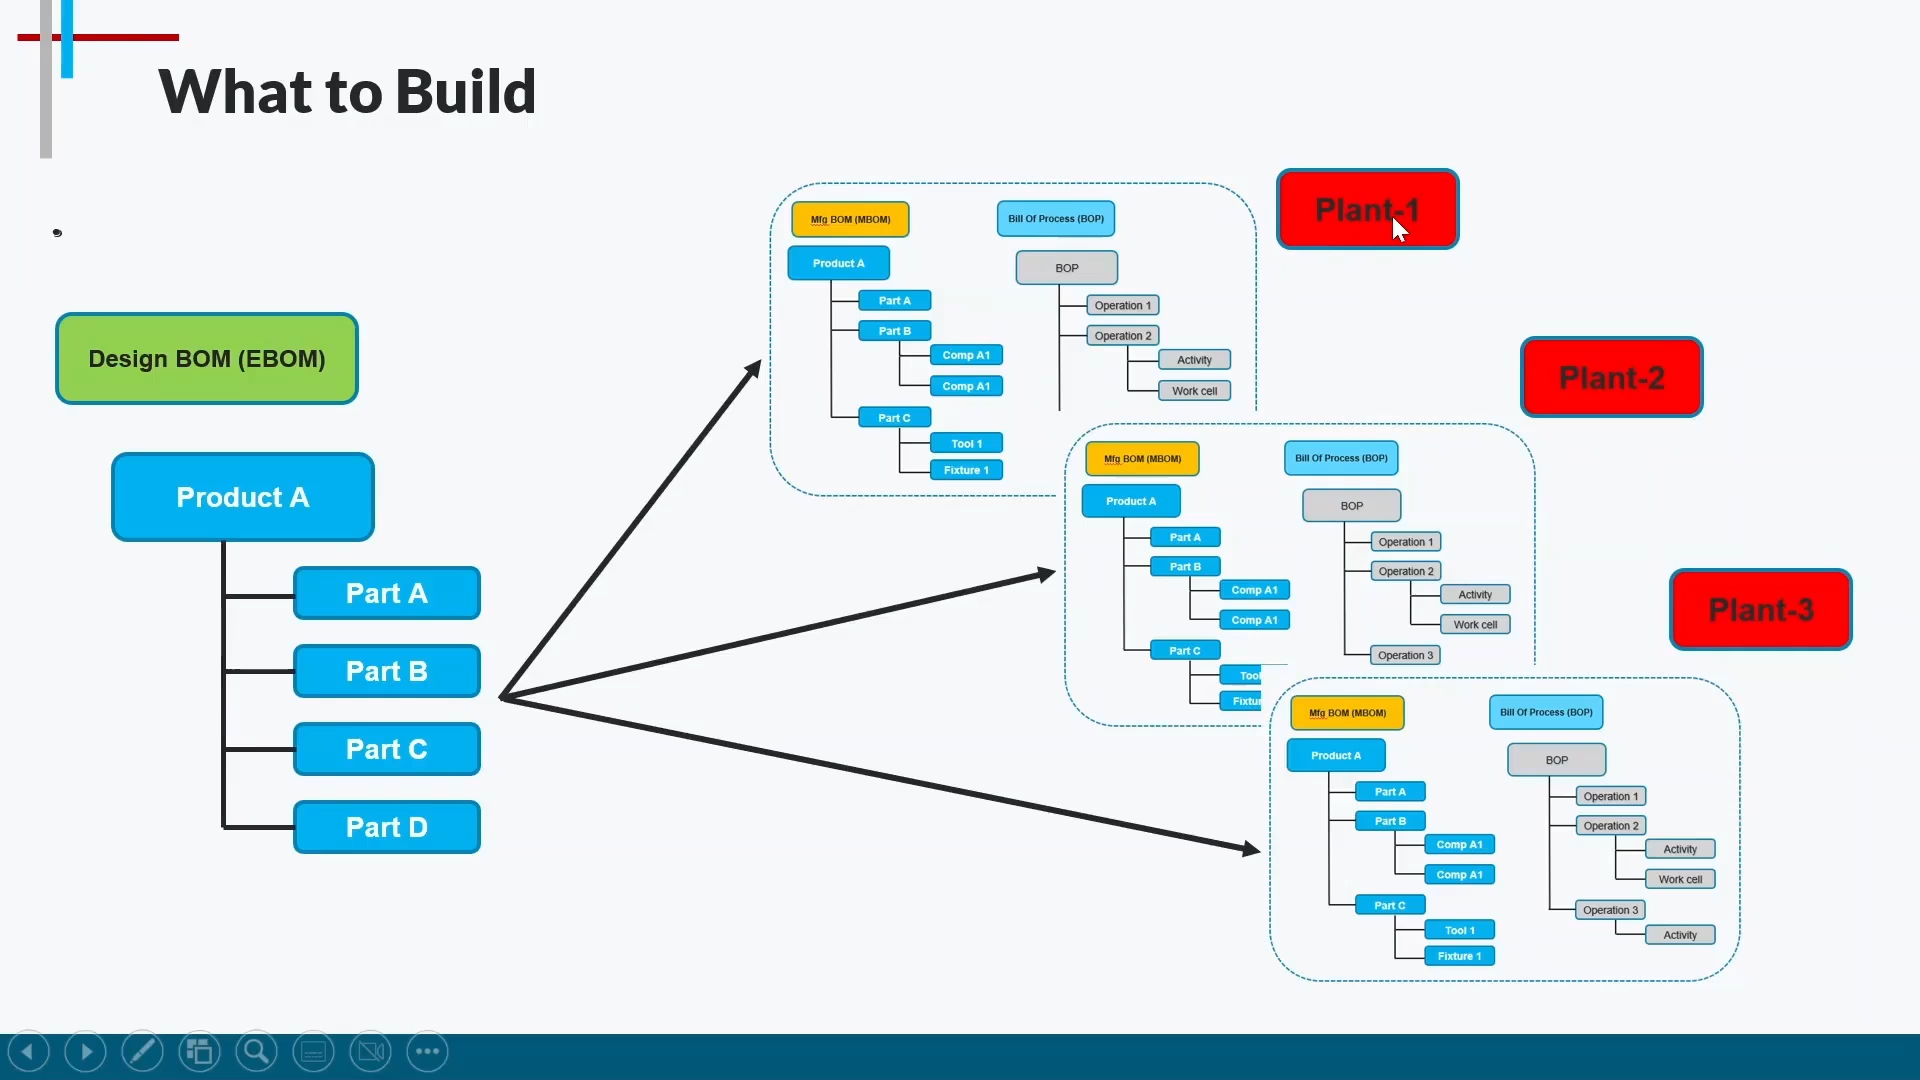 What to Build
Design BOM (EBOM)
Product A
Part A
Part B
Part C
Part D
Mfg BOM (MBOM)
Product A
Part A
Part B
Comp A1
Comp A1
Part C
Tool 1
Fixture 1
Bill Of Process (BOP)
BOP
Operation 1
Operation 2
Activity
Work cell
Plant-1
Mfg BOM (MBOM)
Product A
Part A
Part B
Comp A1
Comp A1
Part C
Tool
Fixtur
Bill Of Process (BOP)
BOP
Operation 1
Operation 2
Activity
Work cell
Operation 3
Plant-2
Mfg BOM (MBOM)
Product A
Part A
Part B
Comp A1
Comp A1
Part C
Tool 1
Fixture 1
Bill Of Process (BOP)
BOP
Operation 1
Operation 2
Activity
Work cell
Operation 3
Activity
Plant-3